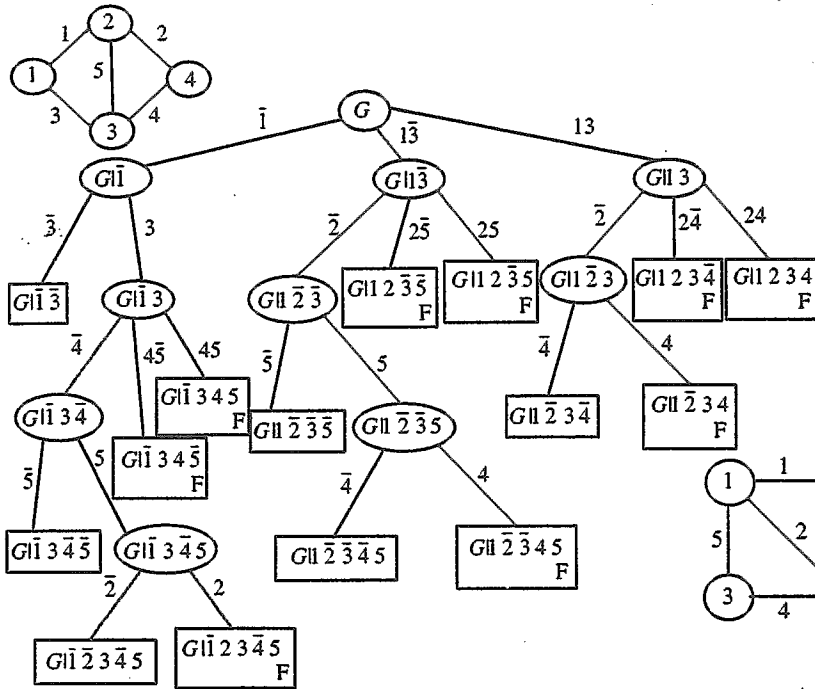 1 2 2
1 5 4
3 3 4
G
1̅ 13̅ 13
G|1̅ G|13̅ G|1 3
3̅ 3 2̅ 25̅ 25 2̅ 24̅ 24
G|1̅ 3̅ G|1̅ 3 G|1 2̅ 3̅ G|1 2 3̅ 5̅ F G|1 2 3̅ 5 F G|1 2̅ 3 G|1 2 3 4̅ F G|1 2 3 4 F
4̅ 45̅ 45 5̅ 5 4̅ 4
G|1̅ 3 4̅ G|1̅ 3 4 5̅ F G|1̅ 3 4 5 F G|1 2̅ 3̅ 5̅ G|1 2̅ 3̅ 5 G|1 2̅ 3 4̅ G|1 2̅ 3 4 F
5̅ 5 4̅ 4
G|1̅ 3 4̅ 5̅ G|1̅ 3 4̅ 5 G|1 2̅ 3̅ 4̅ 5 G|1 2̅ 3̅ 4 5 F
2̅ 2
G|1̅ 2̅ 3 4̅ 5 G|1̅ 2 3 4̅ 5 F
1 1
5 2
3 4